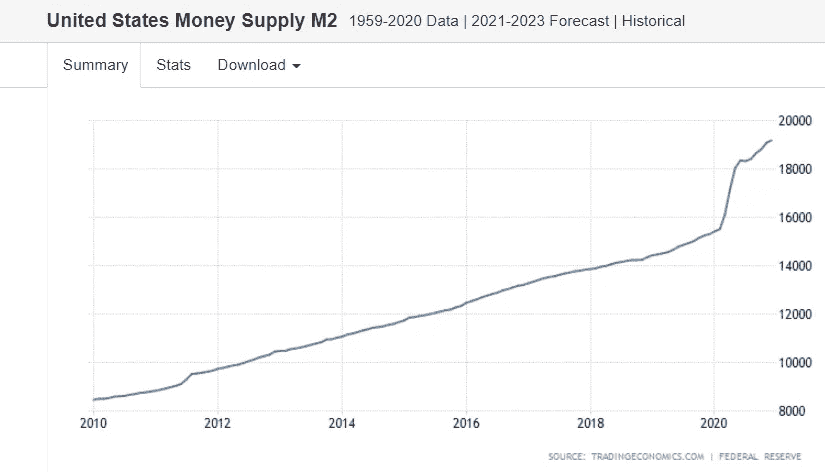 United States Money Supply M2 1959-2020 Data | 2021-2023 Forecast | Historical
Summary Stats Download
20000
18000
16000
14000
12000
10000
8000
2010 2012 2014 2016 2018 2020
SOURCE: TRADINGECONOMICS.COM | FEDERAL RESERVE